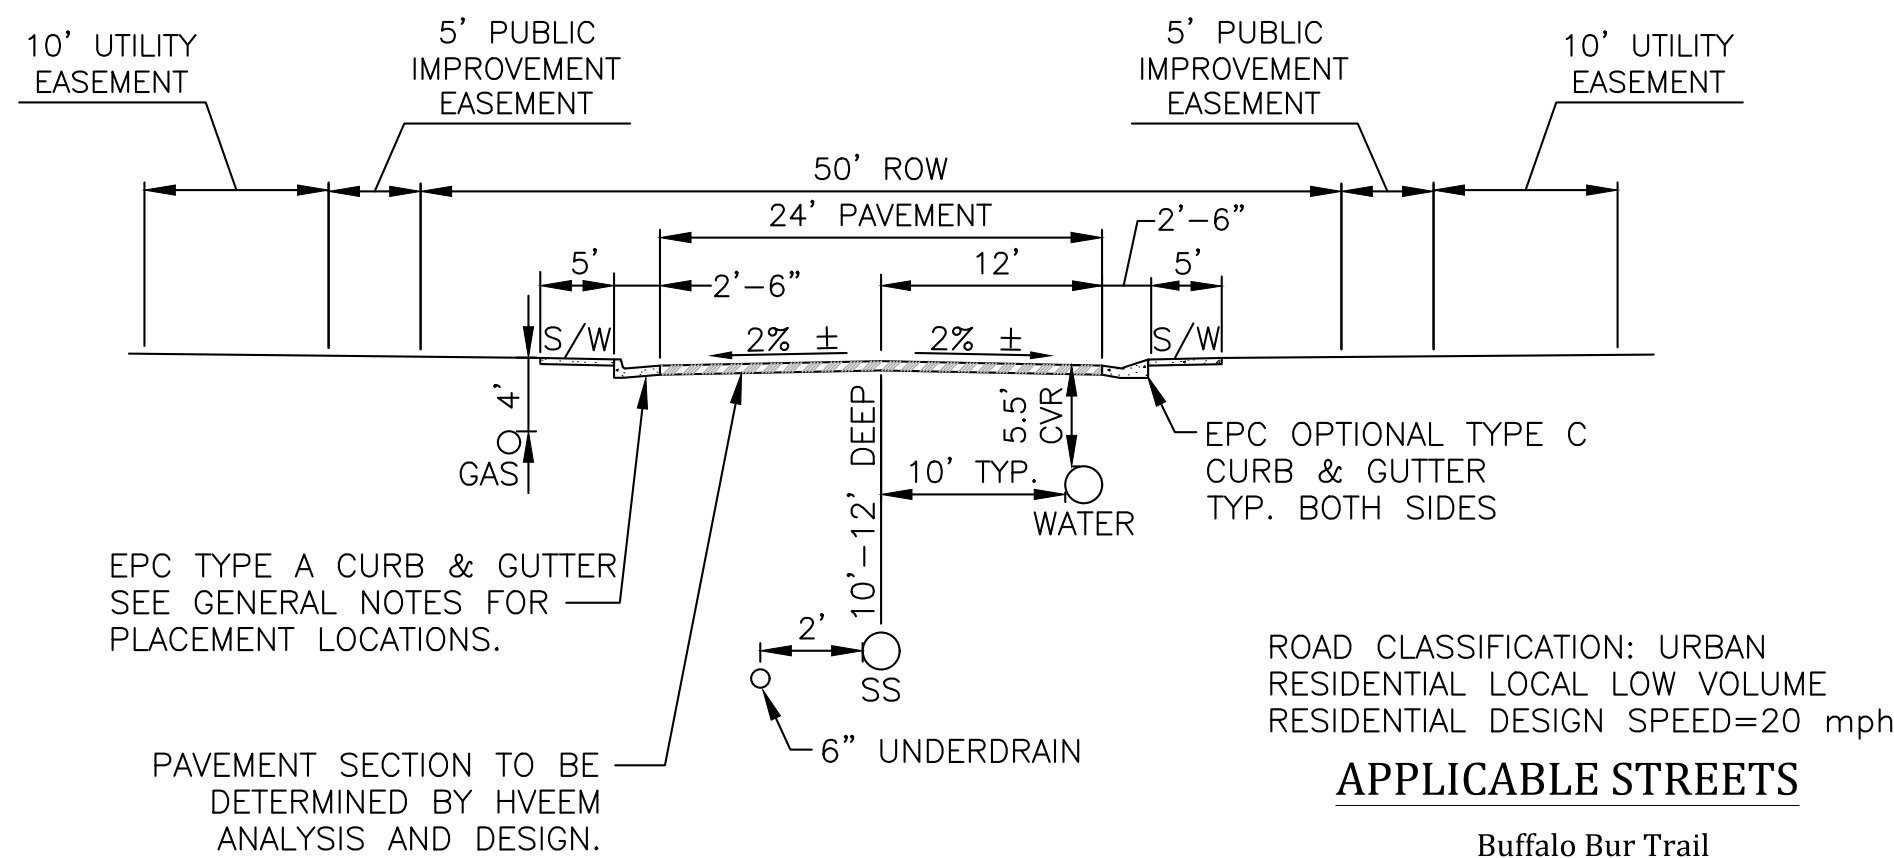 10' UTILITY
EASEMENT
5' PUBLIC
IMPROVEMENT
EASEMENT
5' PUBLIC
IMPROVEMENT
EASEMENT
10' UTILITY
EASEMENT
50' ROW
24' PAVEMENT
2'-6"
5'
2'-6"
12'
5'
S/W
2% ±
2% ±
S/W
4'
GAS
10'-12' DEEP
5.5'
CVR
10' TYP.
WATER
EPC OPTIONAL TYPE C
CURB & GUTTER
TYP. BOTH SIDES
EPC TYPE A CURB & GUTTER
SEE GENERAL NOTES FOR
PLACEMENT LOCATIONS.
2'
SS
6" UNDERDRAIN
PAVEMENT SECTION TO BE
DETERMINED BY HVEEM
ANALYSIS AND DESIGN.
ROAD CLASSIFICATION: URBAN
RESIDENTIAL LOCAL LOW VOLUME
RESIDENTIAL DESIGN SPEED=20 mph
APPLICABLE STREETS
Buffalo Bur Trail